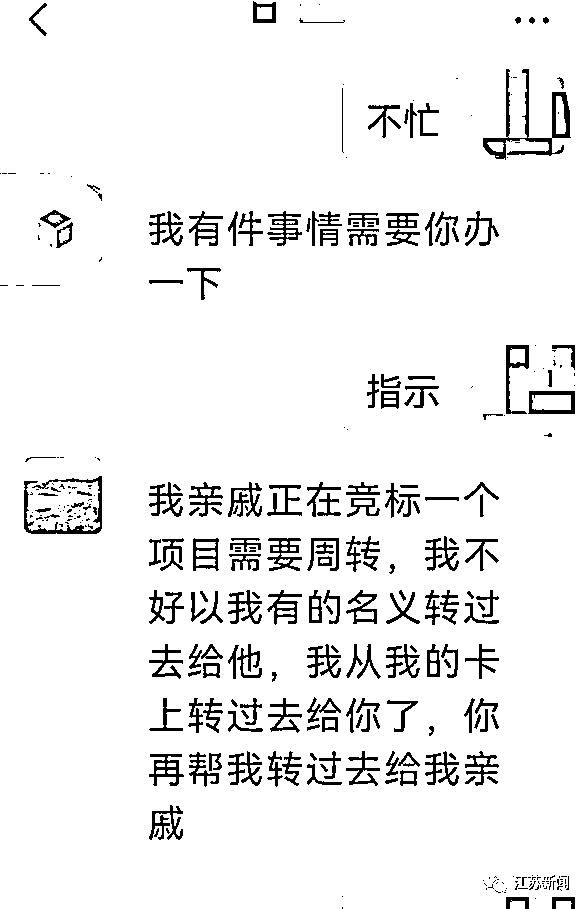 不忙
我有件事情需要你办
一下
指示
我亲戚正在竞标一个
项目需要周转，我不
好以我有的名义转过
去给他，我从我的卡
上转过去给你了，你
再帮我转过去给我亲
戚
江苏新闻